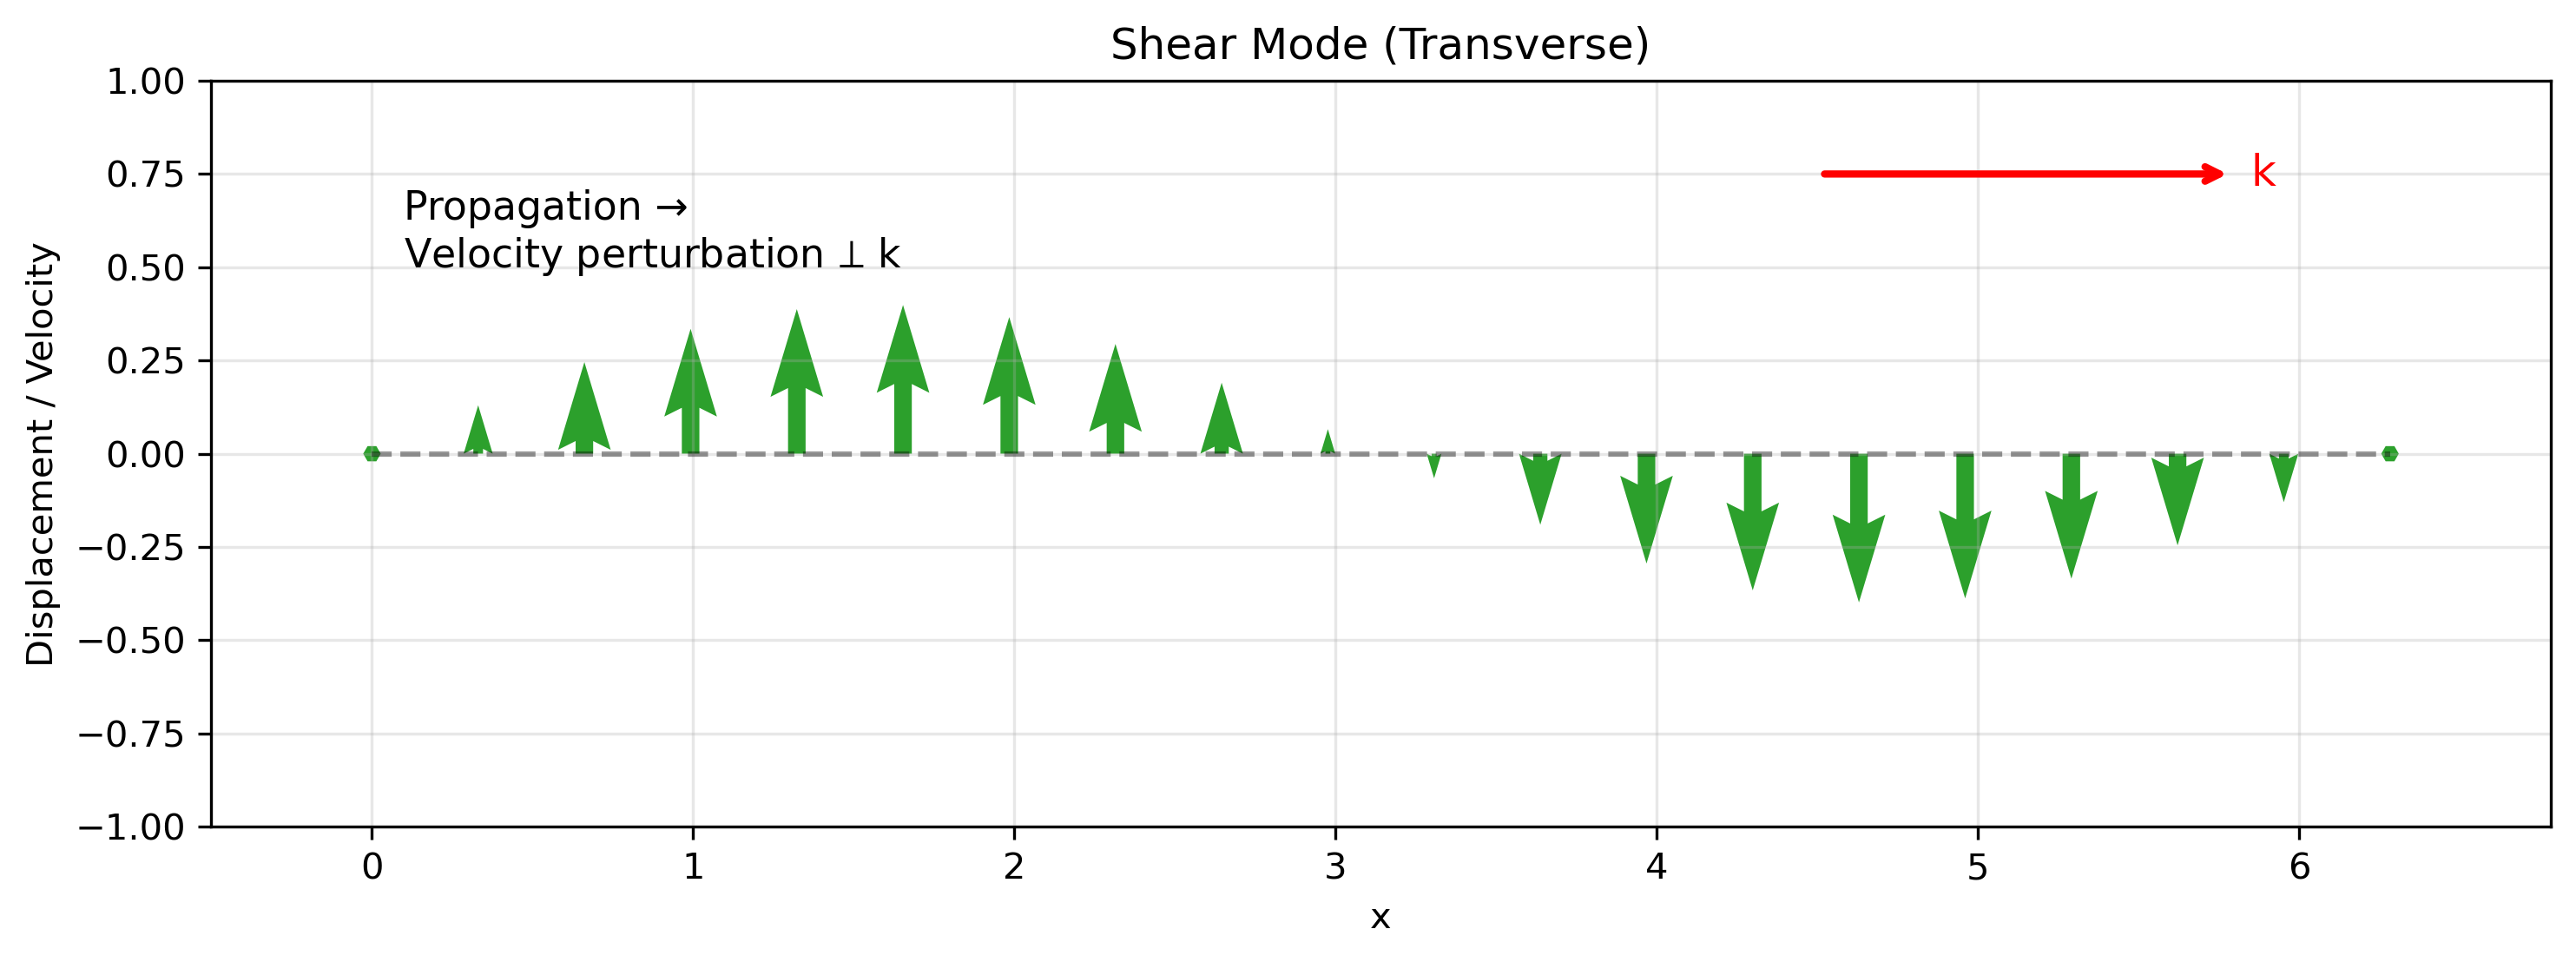 Shear Mode (Transverse)
1.00
0.75
0.50
0.25
0.00
−0.25
−0.50
−0.75
−1.00
Displacement / Velocity
Propagation →
Velocity perturbation ⊥ k
k
0 1 2 3 4 5 6
x